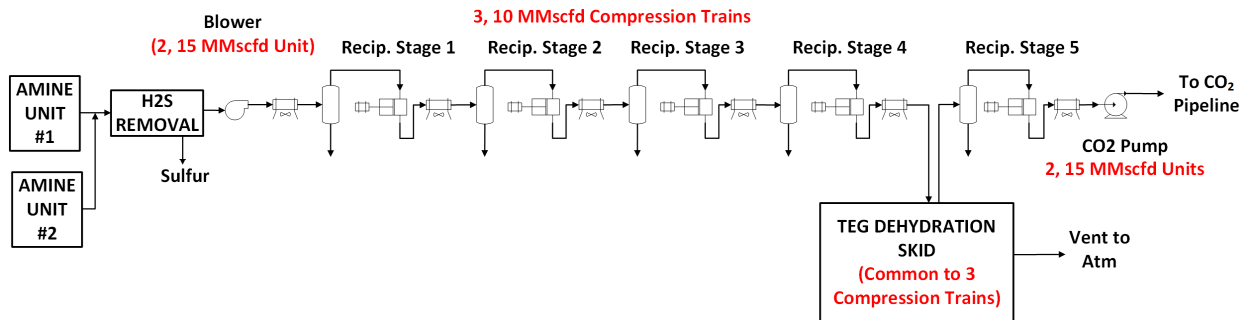 3, 10 MMscfd Compression Trains
Blower
(2, 15 MMscfd Unit)
Recip. Stage 1
Recip. Stage 2
Recip. Stage 3
Recip. Stage 4
Recip. Stage 5
AMINE
UNIT
#1
H2S
REMOVAL
To CO₂
Pipeline
Sulfur
CO2 Pump
2, 15 MMscfd Units
AMINE
UNIT
#2
TEG DEHYDRATION
SKID
(Common to 3
Compression Trains)
Vent to
Atm